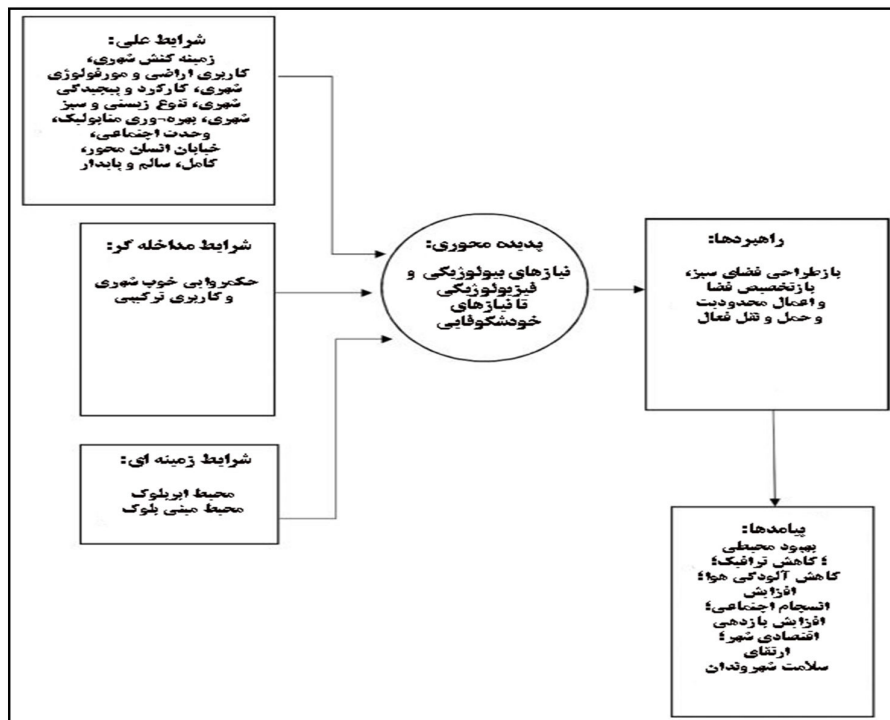 شرایط علی:
زمینه کنش شهری،
کاربری اراضی و مورفولوژی
شهری، کارکرد و پیچیدگی
شهری، تنوع زیستی و سبز
شهری، بهره¬وری متابولیک،
وحدت اجتماعی،
خیابان انسان محور،
کامل، سالم و پایدار
شرایط مداخله گر:
حکمروایی خوب شهری
و کاربری ترکیبی
شرایط زمینه ای:
محیط ابربلوک
محیط مینی بلوک
پدیده محوری:
نیازهای بیولوژیکی و
فیزیولوژیکی
تا نیازهای
خودشکوفایی
راهبردها:
بازطراحی فضای سبز،
بازتخصیص فضا
و اعمال محدودیت
و حمل و نقل فعال
پیامدها:
بهبود محیطی
؛ کاهش ترافیک؛
کاهش آلودگی هوا؛
افزایش
انسجام اجتماعی؛
افزایش بازدهی
اقتصادی شهر؛
ارتقای
سلامت شهروندان